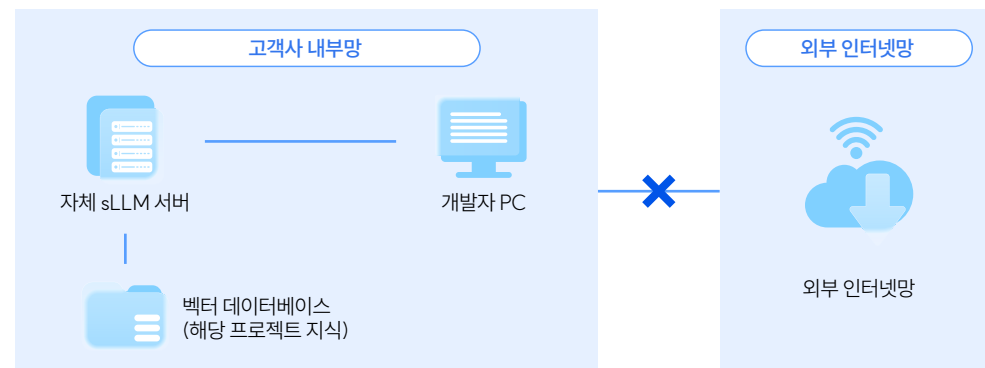 고객사 내부망
외부 인터넷망
자체 sLLM 서버
개발자 PC
벡터 데이터베이스
(해당 프로젝트 지식)
외부 인터넷망